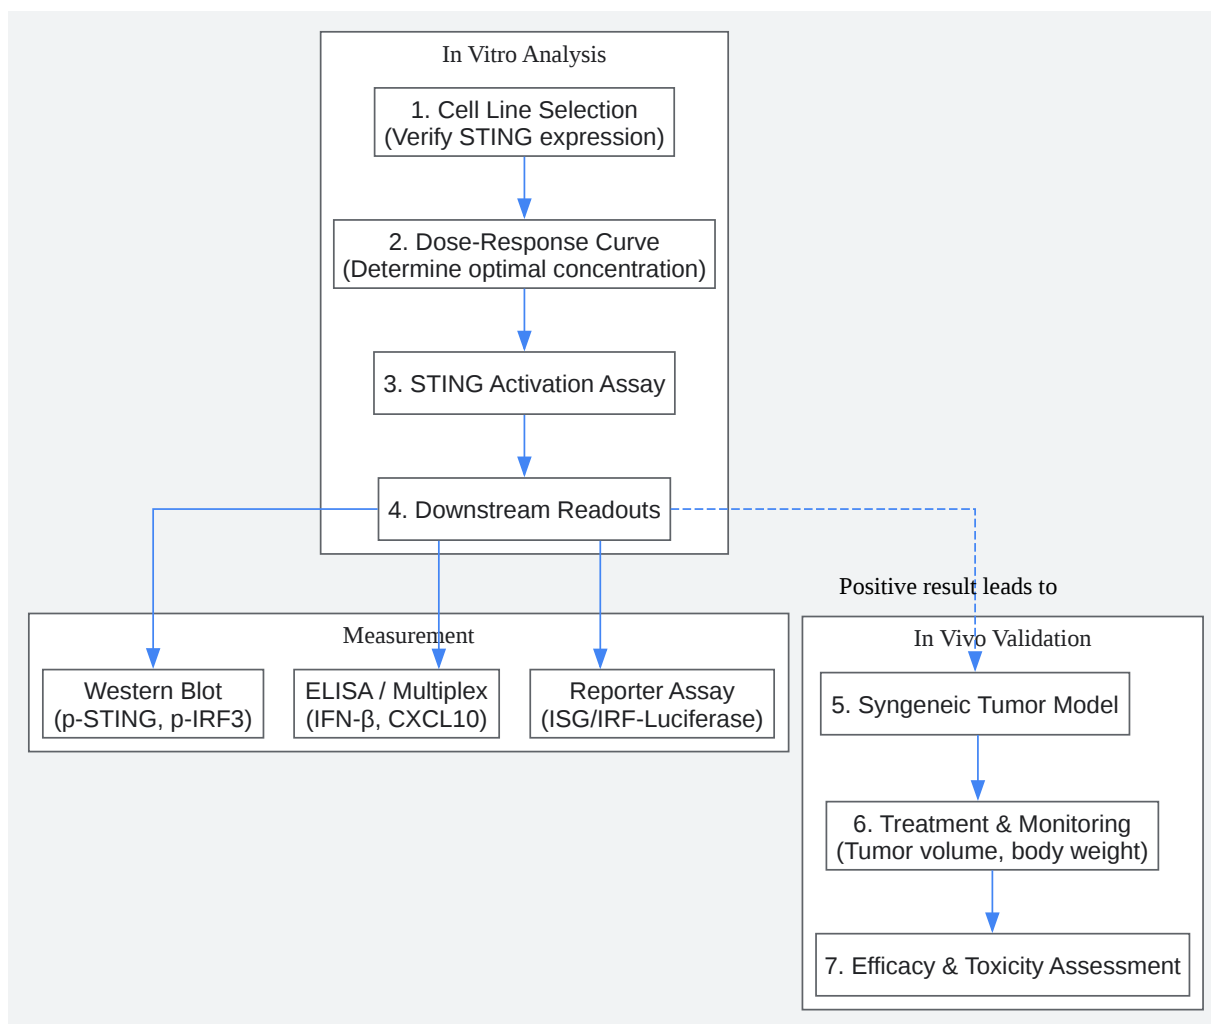 In Vitro Analysis
1. Cell Line Selection
(Verify STING expression)
2. Dose-Response Curve
(Determine optimal concentration)
3. STING Activation Assay
4. Downstream Readouts
Positive result leads to
Measurement
Western Blot
(p-STING, p-IRF3)
ELISA / Multiplex
(IFN-β, CXCL10)
Reporter Assay
(ISG/IRF-Luciferase)
In Vivo Validation
5. Syngeneic Tumor Model
6. Treatment & Monitoring
(Tumor volume, body weight)
7. Efficacy & Toxicity Assessment